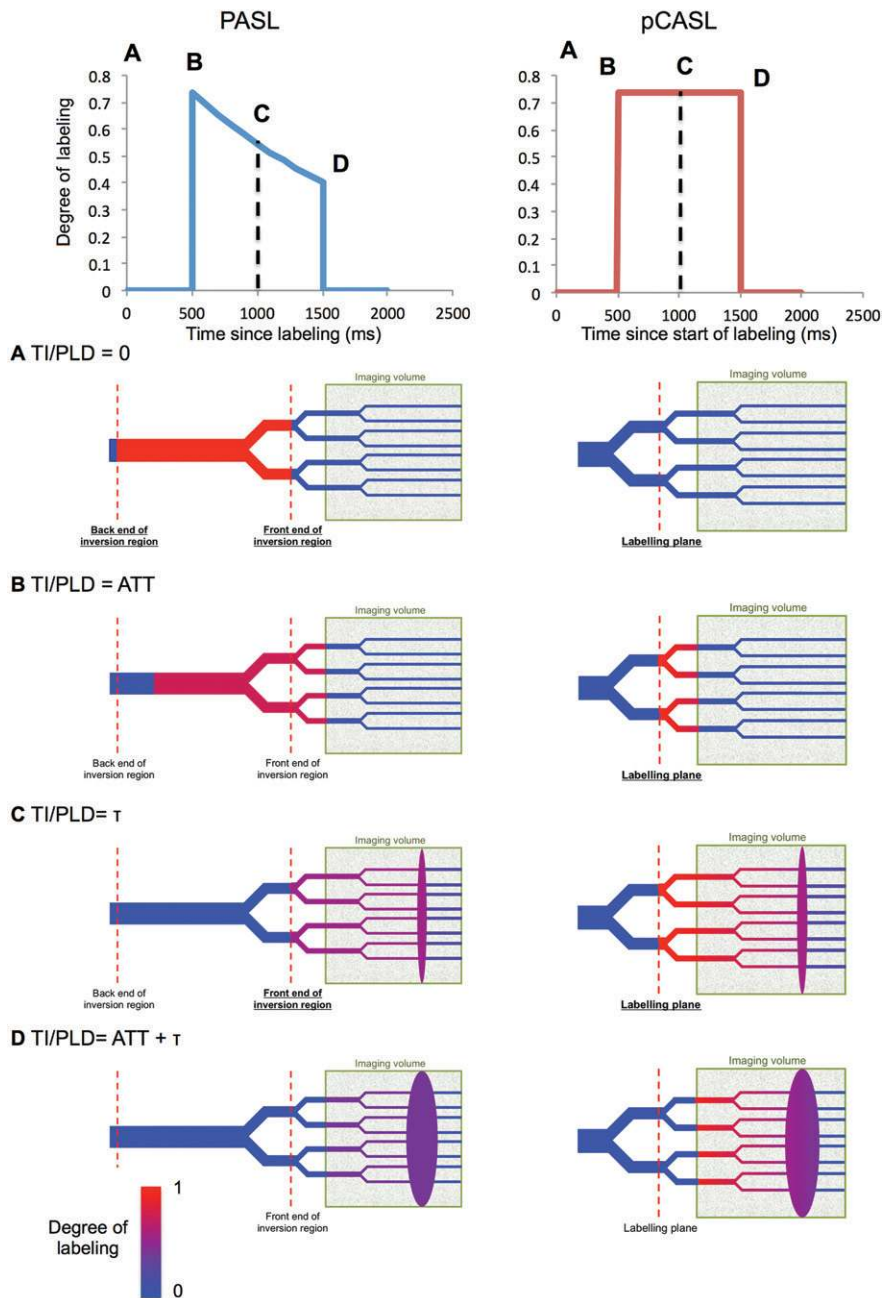 PASL
pCASL
A
B
C
D
0.8
0.7
0.6
0.5
0.4
0.3
0.2
0.1
0
Degree of labeling
0 500 1000 1500 2000 2500
Time since labeling (ms)
A
B
C
D
0.8
0.7
0.6
0.5
0.4
0.3
0.2
0.1
0
0 500 1000 1500 2000 2500
Time since start of labeling (ms)
A TI/PLD = 0
Imaging volume
Back end of
inversion region
Front end of
inversion region
Imaging volume
Labelling plane
B TI/PLD = ATT
Imaging volume
Back end of
inversion region
Front end of
inversion region
Imaging volume
Labelling plane
C TI/PLD= τ
Imaging volume
Back end of
inversion region
Front end of
inversion region
Imaging volume
Labelling plane
D TI/PLD= ATT + τ
Imaging volume
Front end of
inversion region
Imaging volume
Labelling plane
Degree of
labeling
1
0